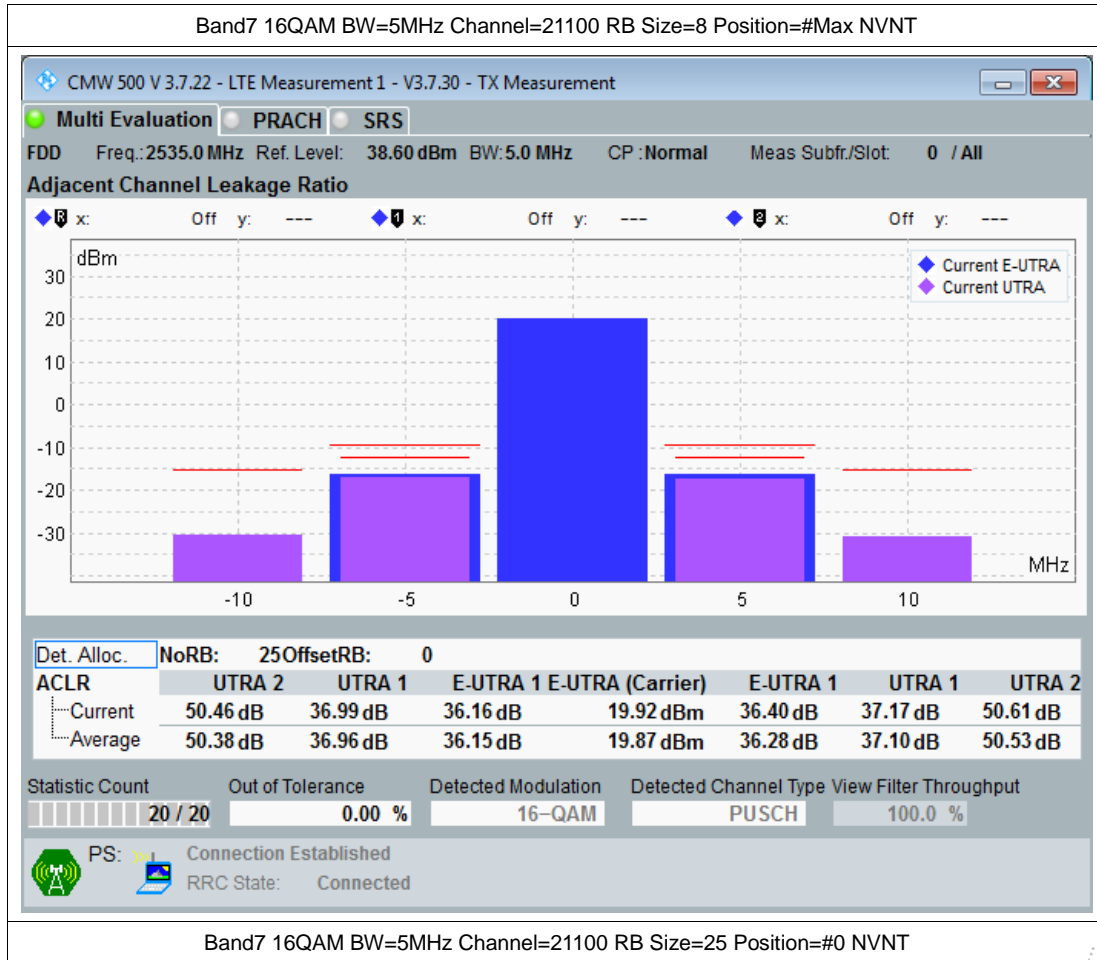 Band7 16QAM BW=5MHz Channel=21100 RB Size=8 Position=#Max NVNT
CMW 500 V 3.7.22 - LTE Measurement 1 - V3.7.30 - TX Measurement
Multi Evaluation PRACH SRS
FDD Freq.: 2535.0 MHz Ref. Level: 38.60 dBm BW: 5.0 MHz CP : Normal Meas Subfr./Slot: 0 / All
Adjacent Channel Leakage Ratio
R x: Off y: --- 1 x: Off y: --- 2 x: Off y: ---
dBm
Current E-UTRA
Current UTRA
30
20
10
0
-10
-20
-30
MHz
-10 -5 0 5 10
Det. Alloc. NoRB: 25 OffsetRB: 0
ACLR UTRA 2 UTRA 1 E-UTRA 1 E-UTRA (Carrier) E-UTRA 1 UTRA 1 UTRA 2
Current 50.46 dB 36.99 dB 36.16 dB 19.92 dBm 36.40 dB 37.17 dB 50.61 dB
Average 50.38 dB 36.96 dB 36.15 dB 19.87 dBm 36.28 dB 37.10 dB 50.53 dB
Statistic Count Out of Tolerance Detected Modulation Detected Channel Type View Filter Throughput
20 / 20 0.00 % 16-QAM PUSCH 100.0 %
PS: Connection Established
RRC State: Connected
Band7 16QAM BW=5MHz Channel=21100 RB Size=25 Position=#0 NVNT